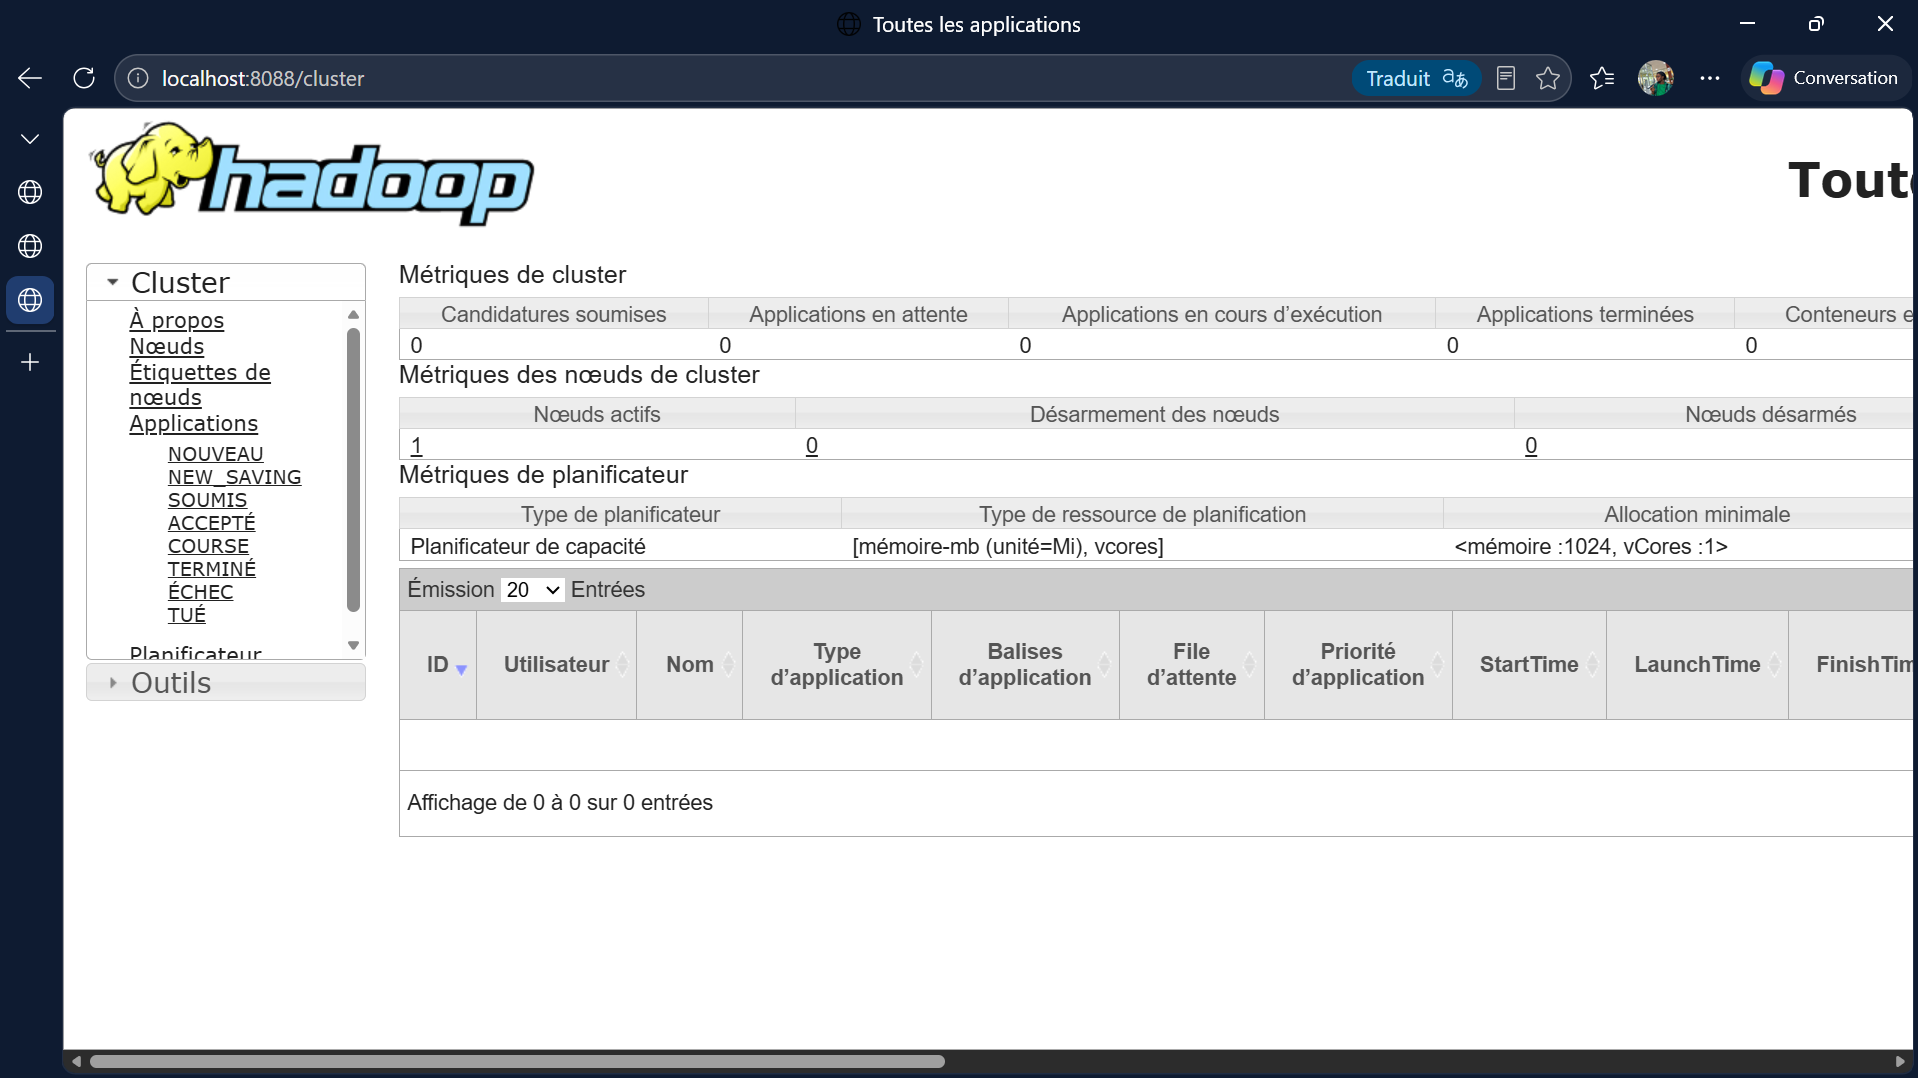 Toutes les applications
localhost:8088/cluster
Traduit
Conversation
hadoop
Tout
Cluster
À propos
Nœuds
Étiquettes de
nœuds
Applications
NOUVEAU
NEW_SAVING
SOUMIS
ACCEPTÉ
COURSE
TERMINÉ
ÉCHEC
TUÉ
Planificateur
Outils
Métriques de cluster
Candidatures soumises Applications en attente Applications en cours d’exécution Applications terminées Conteneurs e
0 0 0 0 0
Métriques des nœuds de cluster
Nœuds actifs Désarmement des nœuds Nœuds désarmés
1 0 0
Métriques de planificateur
Type de planificateur Type de ressource de planification Allocation minimale
Planificateur de capacité [mémoire-mb (unité=Mi), vcores] <mémoire :1024, vCores :1>
Émission 20 Entrées
ID Utilisateur Nom Type d’application Balises d’application File d’attente Priorité d’application StartTime LaunchTime FinishTim
Affichage de 0 à 0 sur 0 entrées